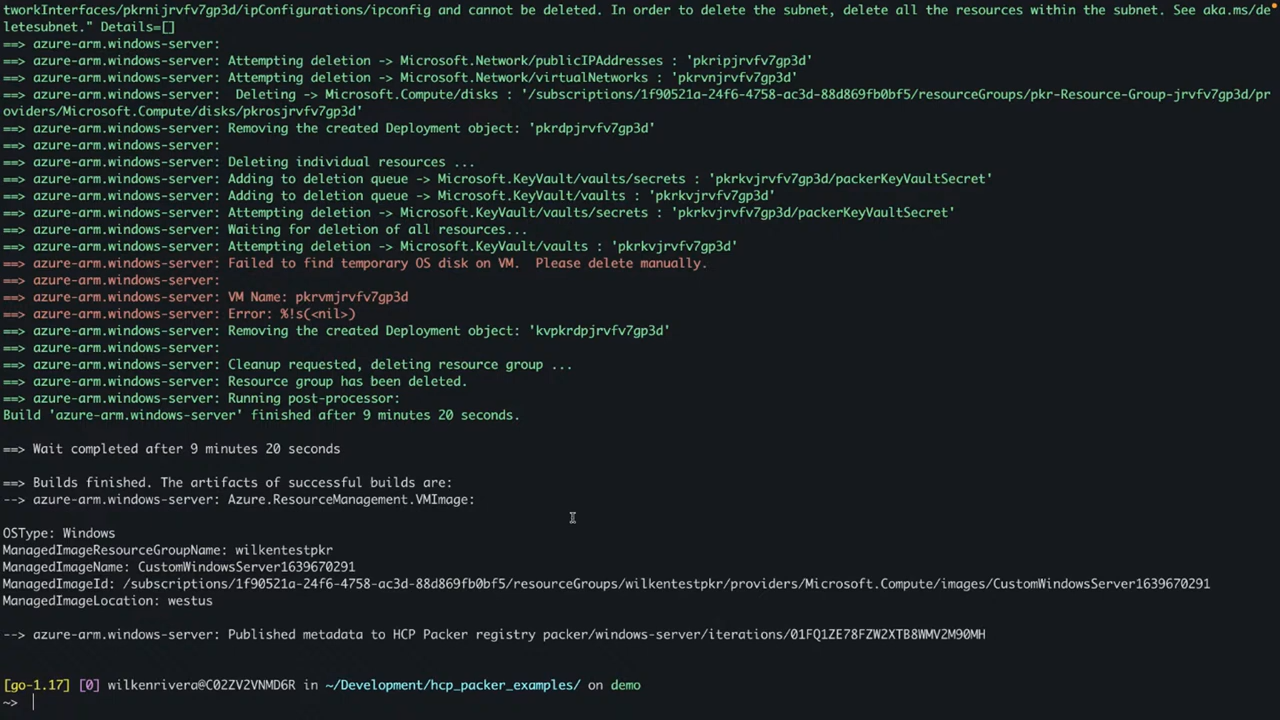 tworkInterfaces/pkrnijrvfv7gp3d/ipConfigurations/ipconfig and cannot be deleted. In order to delete the subnet, delete all the resources within the subnet. See aka.ms/de
letesubnet." Details=[]
==> azure-arm.windows-server:
==> azure-arm.windows-server: Attempting deletion -> Microsoft.Network/publicIPAddresses : 'pkripjrvfv7gp3d'
==> azure-arm.windows-server: Attempting deletion -> Microsoft.Network/virtualNetworks : 'pkrvnjrvfv7gp3d'
==> azure-arm.windows-server:  Deleting -> Microsoft.Compute/disks : '/subscriptions/1f90521a-24f6-4758-ac3d-88d869fb0bf5/resourceGroups/pkr-Resource-Group-jrvfv7gp3d/pr
oviders/Microsoft.Compute/disks/pkrosjrvfv7gp3d'
==> azure-arm.windows-server: Removing the created Deployment object: 'pkrdpjrvfv7gp3d'
==> azure-arm.windows-server:
==> azure-arm.windows-server: Deleting individual resources ...
==> azure-arm.windows-server: Adding to deletion queue -> Microsoft.KeyVault/vaults/secrets : 'pkrkvjrvfv7gp3d/packerKeyVaultSecret'
==> azure-arm.windows-server: Adding to deletion queue -> Microsoft.KeyVault/vaults : 'pkrkvjrvfv7gp3d'
==> azure-arm.windows-server: Attempting deletion -> Microsoft.KeyVault/vaults/secrets : 'pkrkvjrvfv7gp3d/packerKeyVaultSecret'
==> azure-arm.windows-server: Waiting for deletion of all resources...
==> azure-arm.windows-server: Attempting deletion -> Microsoft.KeyVault/vaults : 'pkrkvjrvfv7gp3d'
==> azure-arm.windows-server: Failed to find temporary OS disk on VM.  Please delete manually.
==> azure-arm.windows-server:
==> azure-arm.windows-server: VM Name: pkrvmjrvfv7gp3d
==> azure-arm.windows-server: Error: %!s(<nil>)
==> azure-arm.windows-server: Removing the created Deployment object: 'kvpkrdpjrvfv7gp3d'
==> azure-arm.windows-server:
==> azure-arm.windows-server: Cleanup requested, deleting resource group ...
==> azure-arm.windows-server: Resource group has been deleted.
==> azure-arm.windows-server: Running post-processor:
Build 'azure-arm.windows-server' finished after 9 minutes 20 seconds.
==> Wait completed after 9 minutes 20 seconds
==> Builds finished. The artifacts of successful builds are:
--> azure-arm.windows-server: Azure.ResourceManagement.VMImage:
OSType: Windows
ManagedImageResourceGroupName: wilkentestpkr
ManagedImageName: CustomWindowsServer1639670291
ManagedImageId: /subscriptions/1f90521a-24f6-4758-ac3d-88d869fb0bf5/resourceGroups/wilkentestpkr/providers/Microsoft.Compute/images/CustomWindowsServer1639670291
ManagedImageLocation: westus
--> azure-arm.windows-server: Published metadata to HCP Packer registry packer/windows-server/iterations/01FQ1ZE78FZW2XTB8WMV2M90MH
[go-1.17] [0] wilkenrivera@C02ZV2VNMD6R in ~/Development/hcp_packer_examples/ on demo
~>